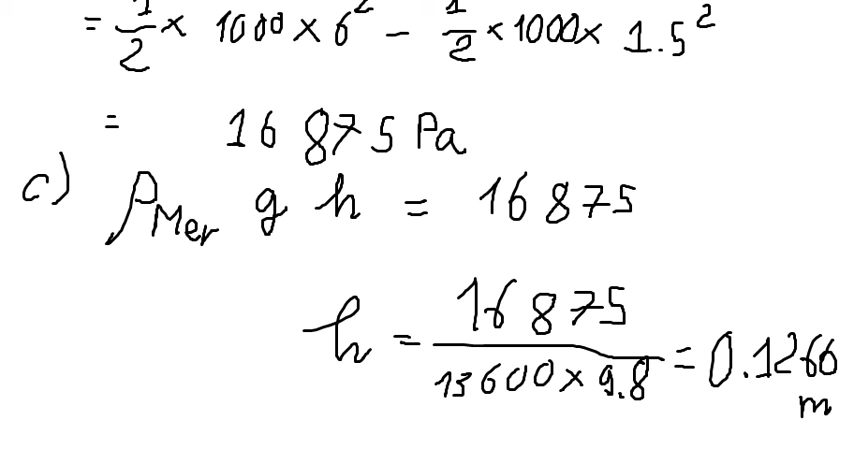 = 1/2 × 1000 × 6² − 1/2 × 1000 × 1.5²
= 16 875 Pa
c) ρ_Mer g h = 16 875
h = 16 875 / 13600 × 9.8 = 0.1266 m